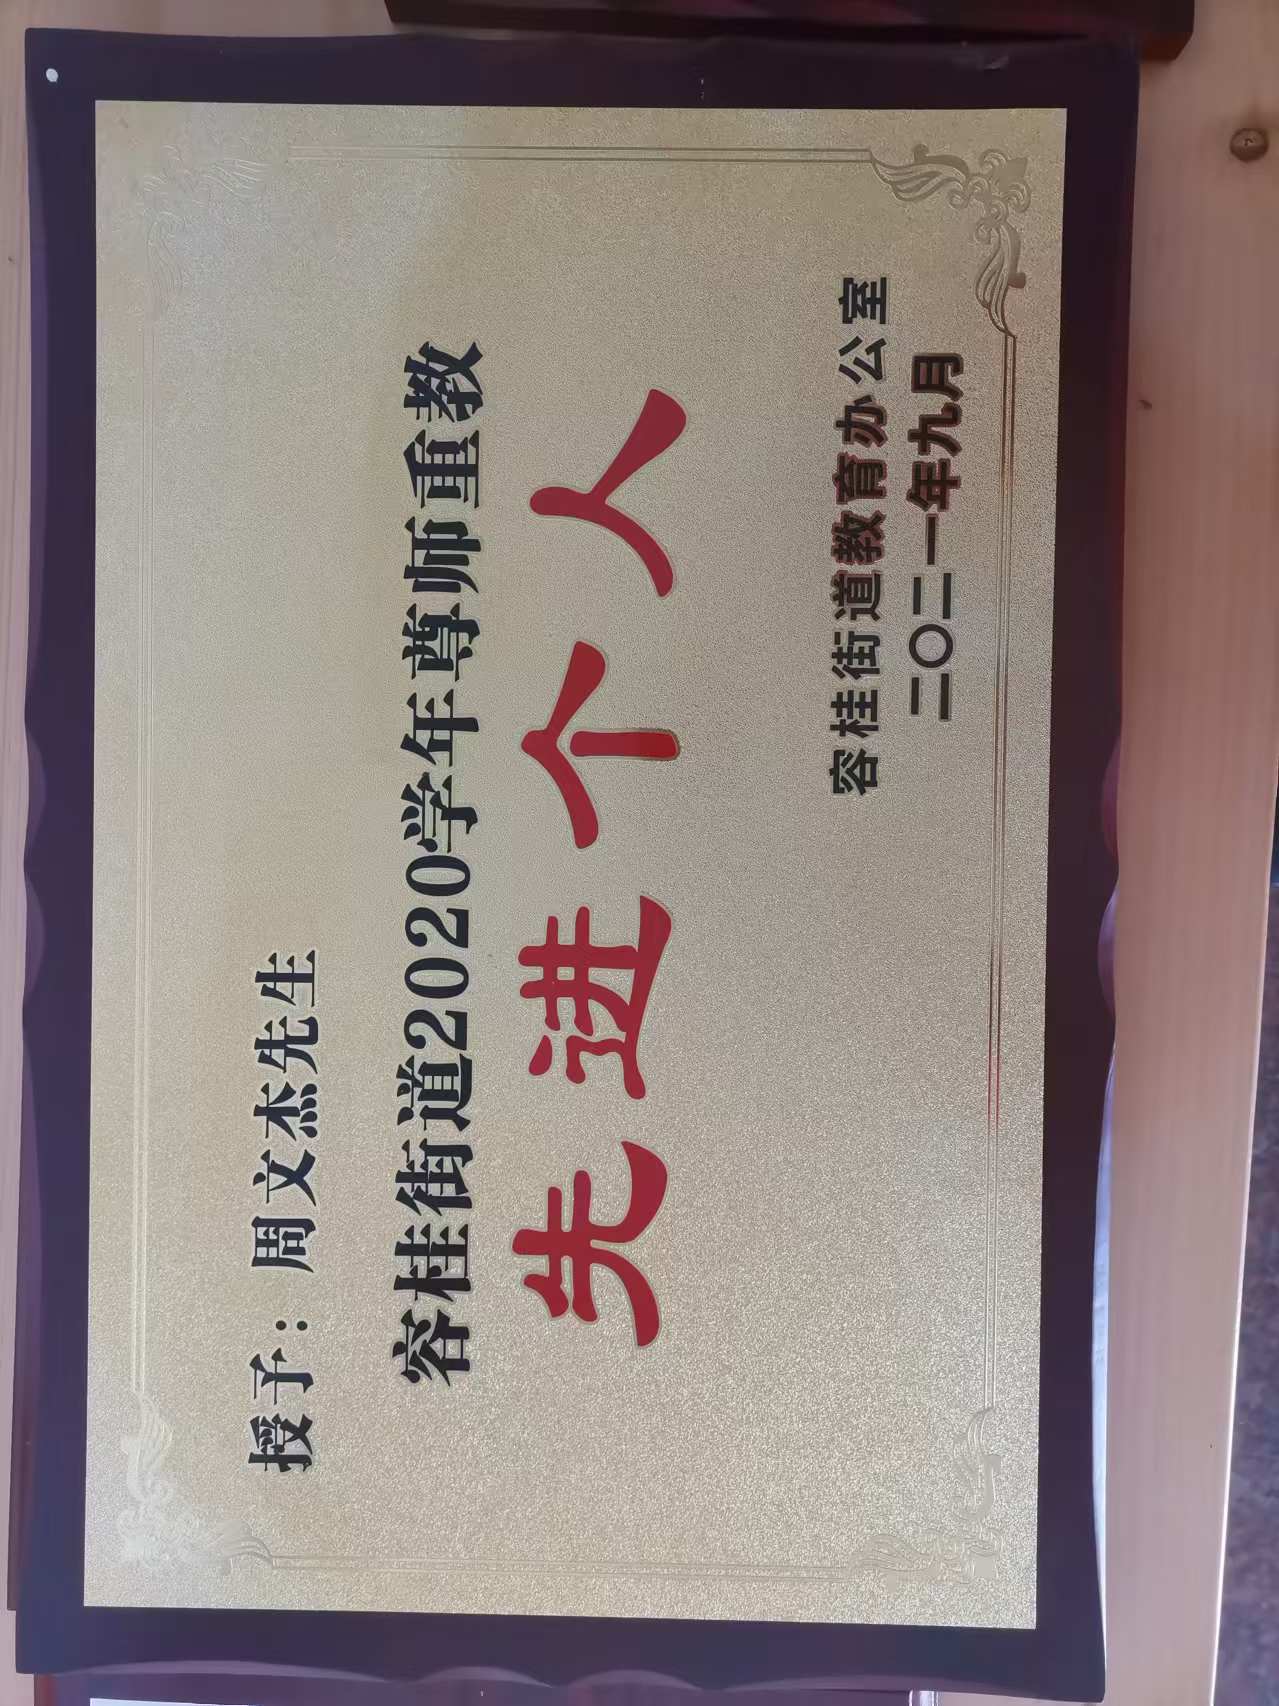 授予：周文杰先生
容桂街道2020学年尊师重教
先进个人
容桂街道教育办公室
二〇二一年九月